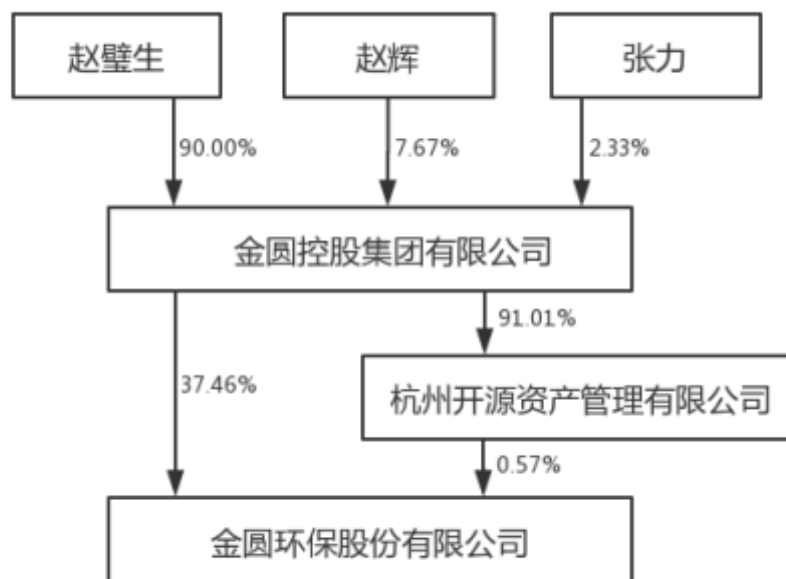 赵璧生
赵辉
张力
90.00%
7.67%
2.33%
金圆控股集团有限公司
91.01%
37.46%
杭州开源资产管理有限公司
0.57%
金圆环保股份有限公司